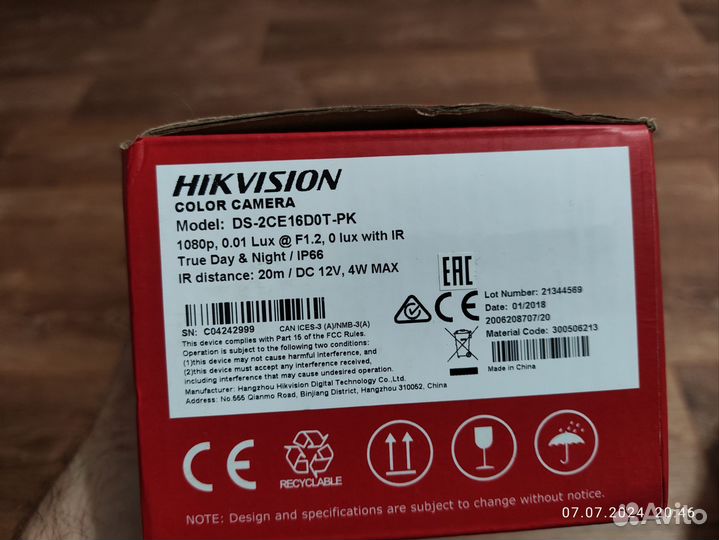 HIKVISION
COLOR CAMERA
Model: DS-2CE16D0T-PK
1080p, 0.01 Lux @ F1.2, 0 lux with IR
True Day & Night / IP66
IR distance: 20m / DC 12V, 4W MAX
EAC
CE
Lot Number: 21344569
Date: 01/2018
2006208707/20
Material Code: 300506213
Made in China
SN: C04242999
CAN ICES-3 (A)/NMB-3(A)
This device complies with Part 15 of the FCC Rules.
Operation is subject to the following two conditions:
(1)this device may not cause harmful interference, and
(2)this device must accept any interference received,
including interference that may cause undesired operation.
Manufacturer: Hangzhou Hikvision Digital Technology Co.,Ltd.
Address: No.555 Qianmo Road, Binjiang District, Hangzhou 310052, China
CE
RECYCLABLE
NOTE: Design and specifications are subject to change without notice.
07.07.2024 20:46
Avito